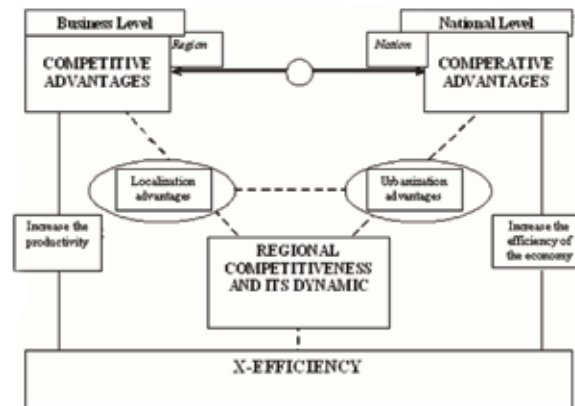 Business Level
National Level
Region
Nation
COMPETITIVE
ADVANTAGES
COMPERATIVE
ADVANTAGES
Localization
advantages
Urbanization
advantages
Increase the
productivity
Increase the
efficiency of
the economy
REGIONAL
COMPETITIVENESS
AND ITS DYNAMIC
X-EFFICIENCY